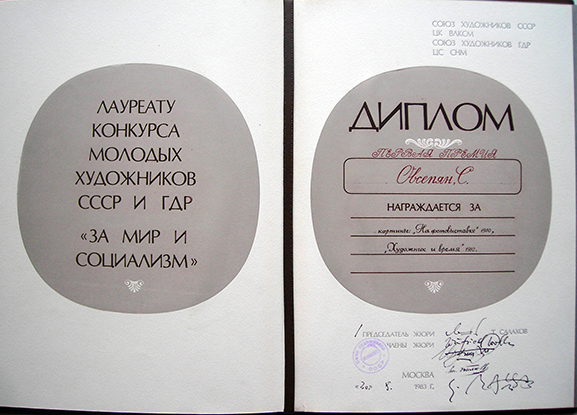 ЛАУРЕАТУ
КОНКУРСА
МОЛОДЫХ
ХУДОЖНИКОВ
СССР И ГДР
«ЗА МИР И
СОЦИАЛИЗМ»
СОЮЗ ХУДОЖНИКОВ СССР
ЦК ВЛКСМ
СОЮЗ ХУДОЖНИКОВ ГДР
ЦС СНМ
ДИПЛОМ
ПЕРВАЯ ПРЕМИЯ
Овсепян, С.
НАГРАЖДАЕТСЯ ЗА
картины: „На фотовыставке" 1980,
„Художник и время" 1982.
ПРЕДСЕДАТЕЛЬ ЖЮРИ Т. САЛАХОВ
ЧЛЕНЫ ЖЮРИ
МОСКВА
1983 Г.